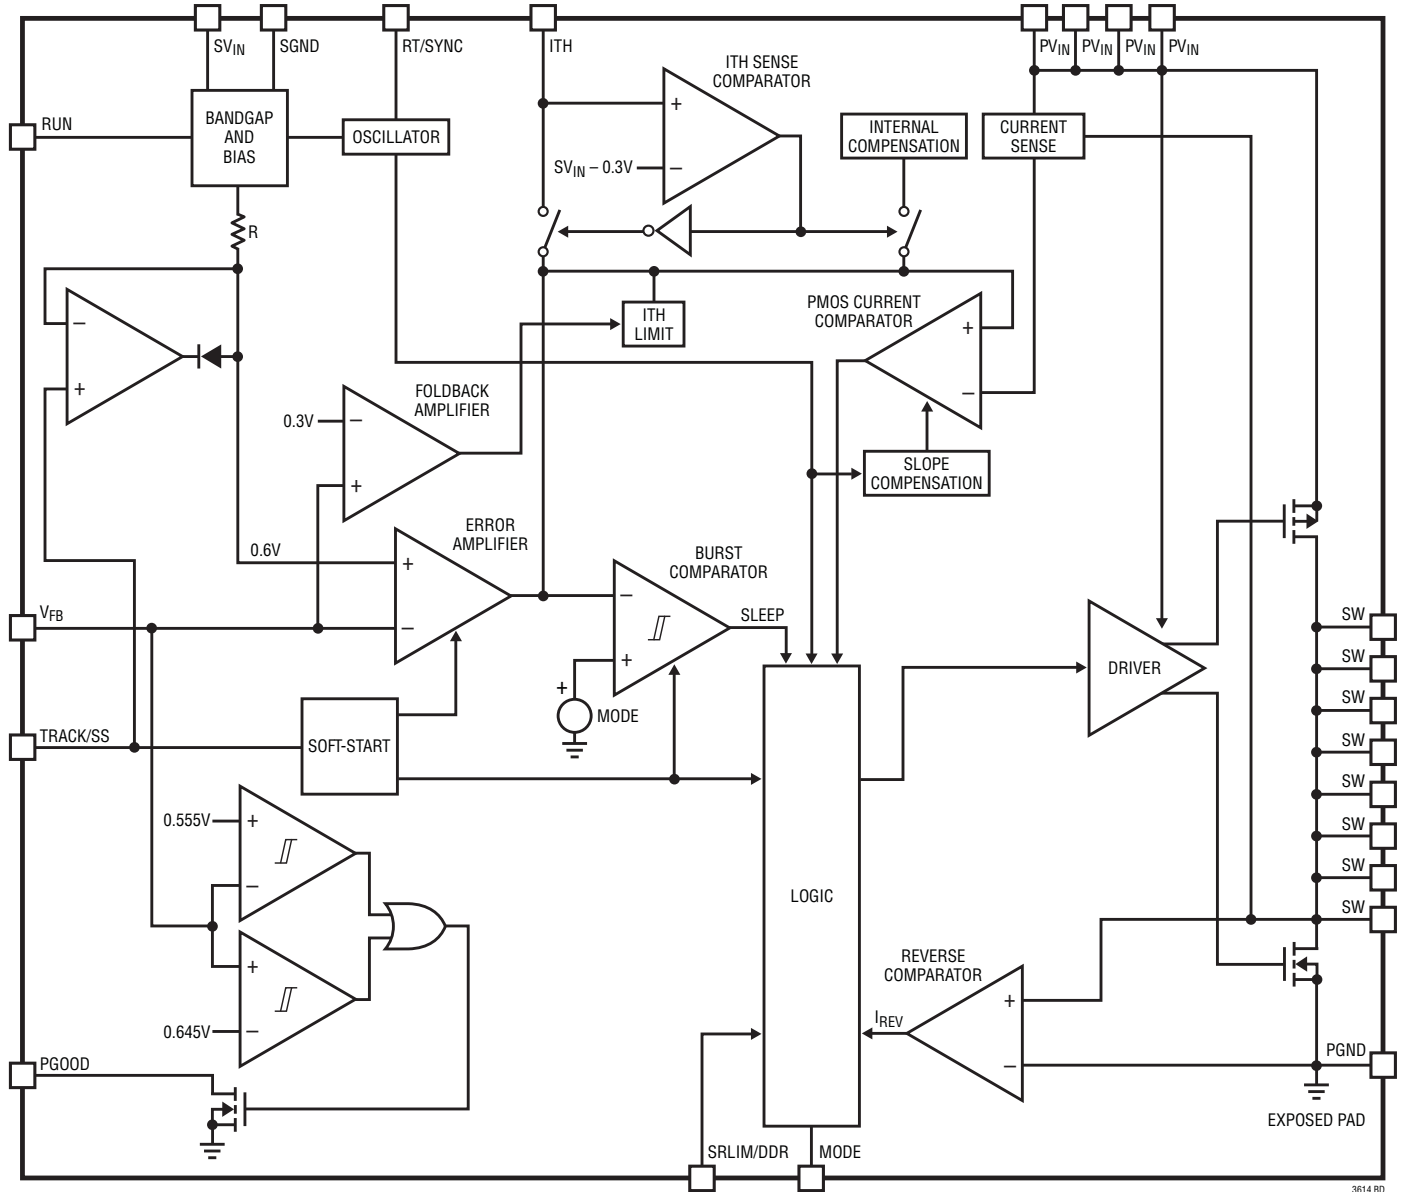 SVIN
SGND
RT/SYNC
ITH
PVIN
PVIN
PVIN
PVIN
ITH SENSE
COMPARATOR
RUN
BANDGAP
AND
BIAS
OSCILLATOR
+
SVIN – 0.3V
–
INTERNAL
COMPENSATION
CURRENT
SENSE
R
–
+
ITH
LIMIT
PMOS CURRENT
COMPARATOR
+
–
FOLDBACK
AMPLIFIER
0.3V
–
+
SLOPE
COMPENSATION
0.6V
ERROR
AMPLIFIER
+
–
BURST
COMPARATOR
–
+
SLEEP
VFB
+
MODE
DRIVER
SW
SW
SW
SW
SW
SW
SW
SW
TRACK/SS
SOFT-START
0.555V
+
–
+
0.645V
–
LOGIC
REVERSE
COMPARATOR
+
–
IREV
PGOOD
PGND
EXPOSED PAD
SRLIM/DDR
MODE
3614 BD